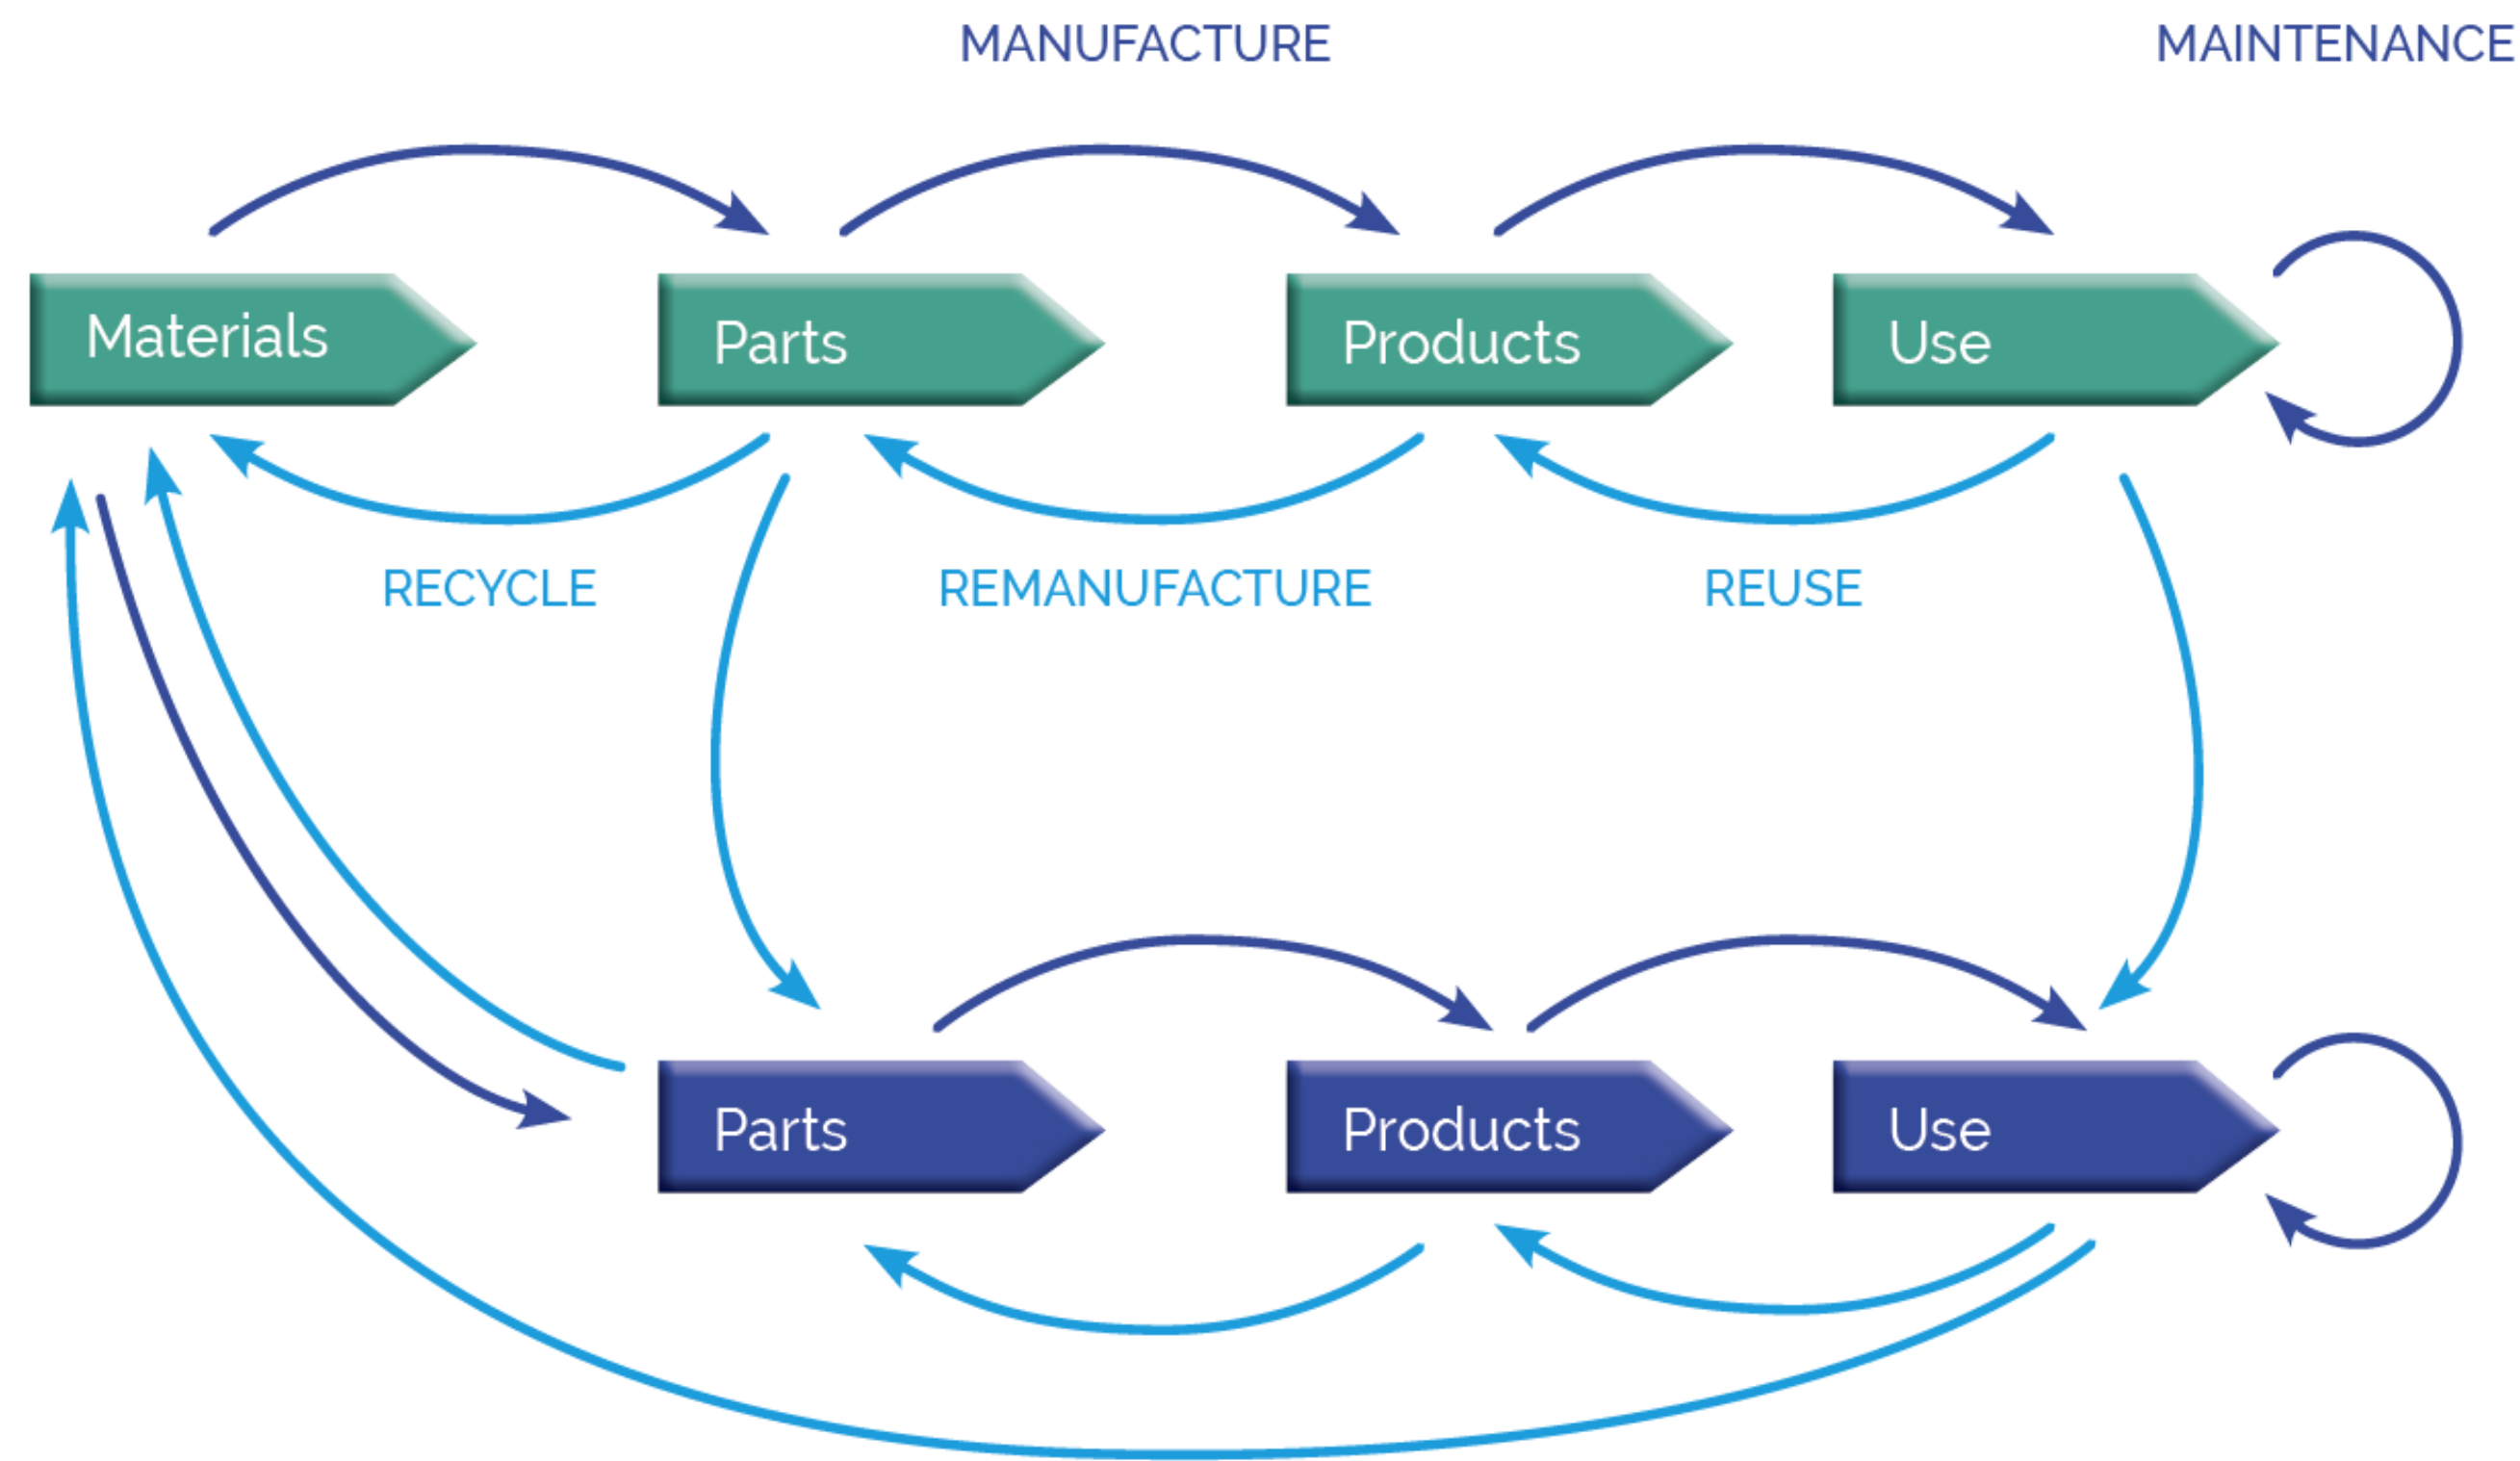 MANUFACTURE
MAINTENANCE
Materials
Parts
Products
Use
RECYCLE
REMANUFACTURE
REUSE
Parts
Products
Use